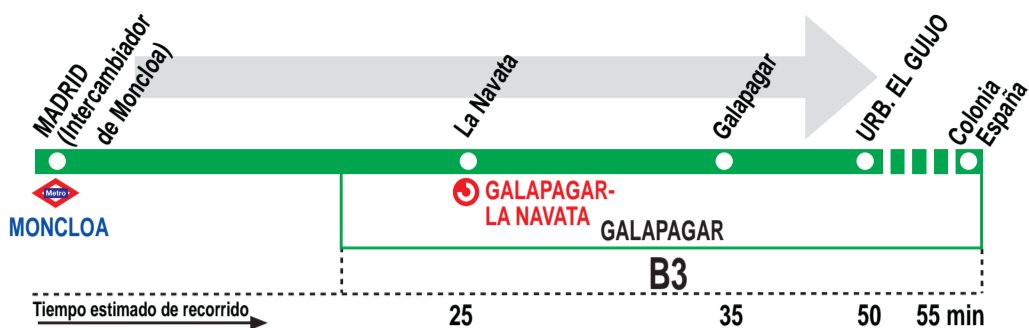 MADRID
(Intercambiador
de Moncloa)
La Navata
Galapagar
URB. EL GUIJO
Colonia
España
Metro
MONCLOA
GALAPAGAR-
LA NAVATA
GALAPAGAR
B3
Tiempo estimado de recorrido
25
35
50
55 min